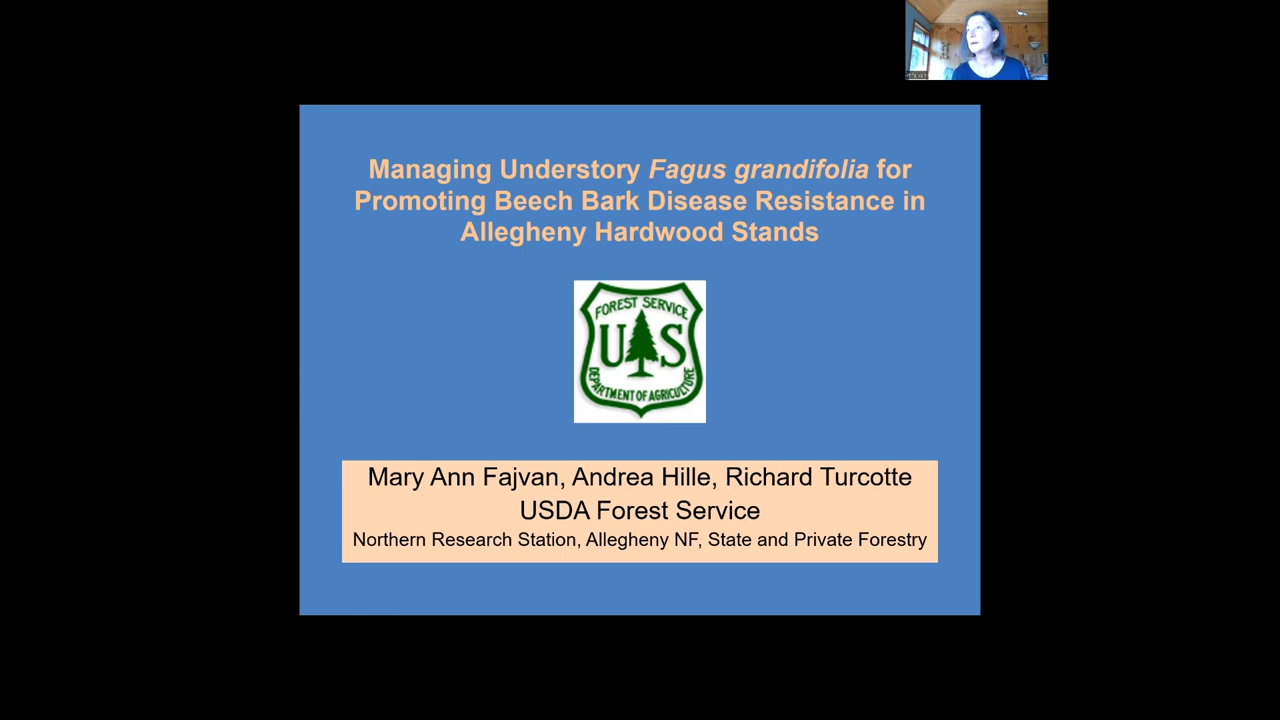 Managing Understory Fagus grandifolia for
Promoting Beech Bark Disease Resistance in
Allegheny Hardwood Stands
FOREST SERVICE
U S
DEPARTMENT OF AGRICULTURE
Mary Ann Fajvan, Andrea Hille, Richard Turcotte
USDA Forest Service
Northern Research Station, Allegheny NF, State and Private Forestry